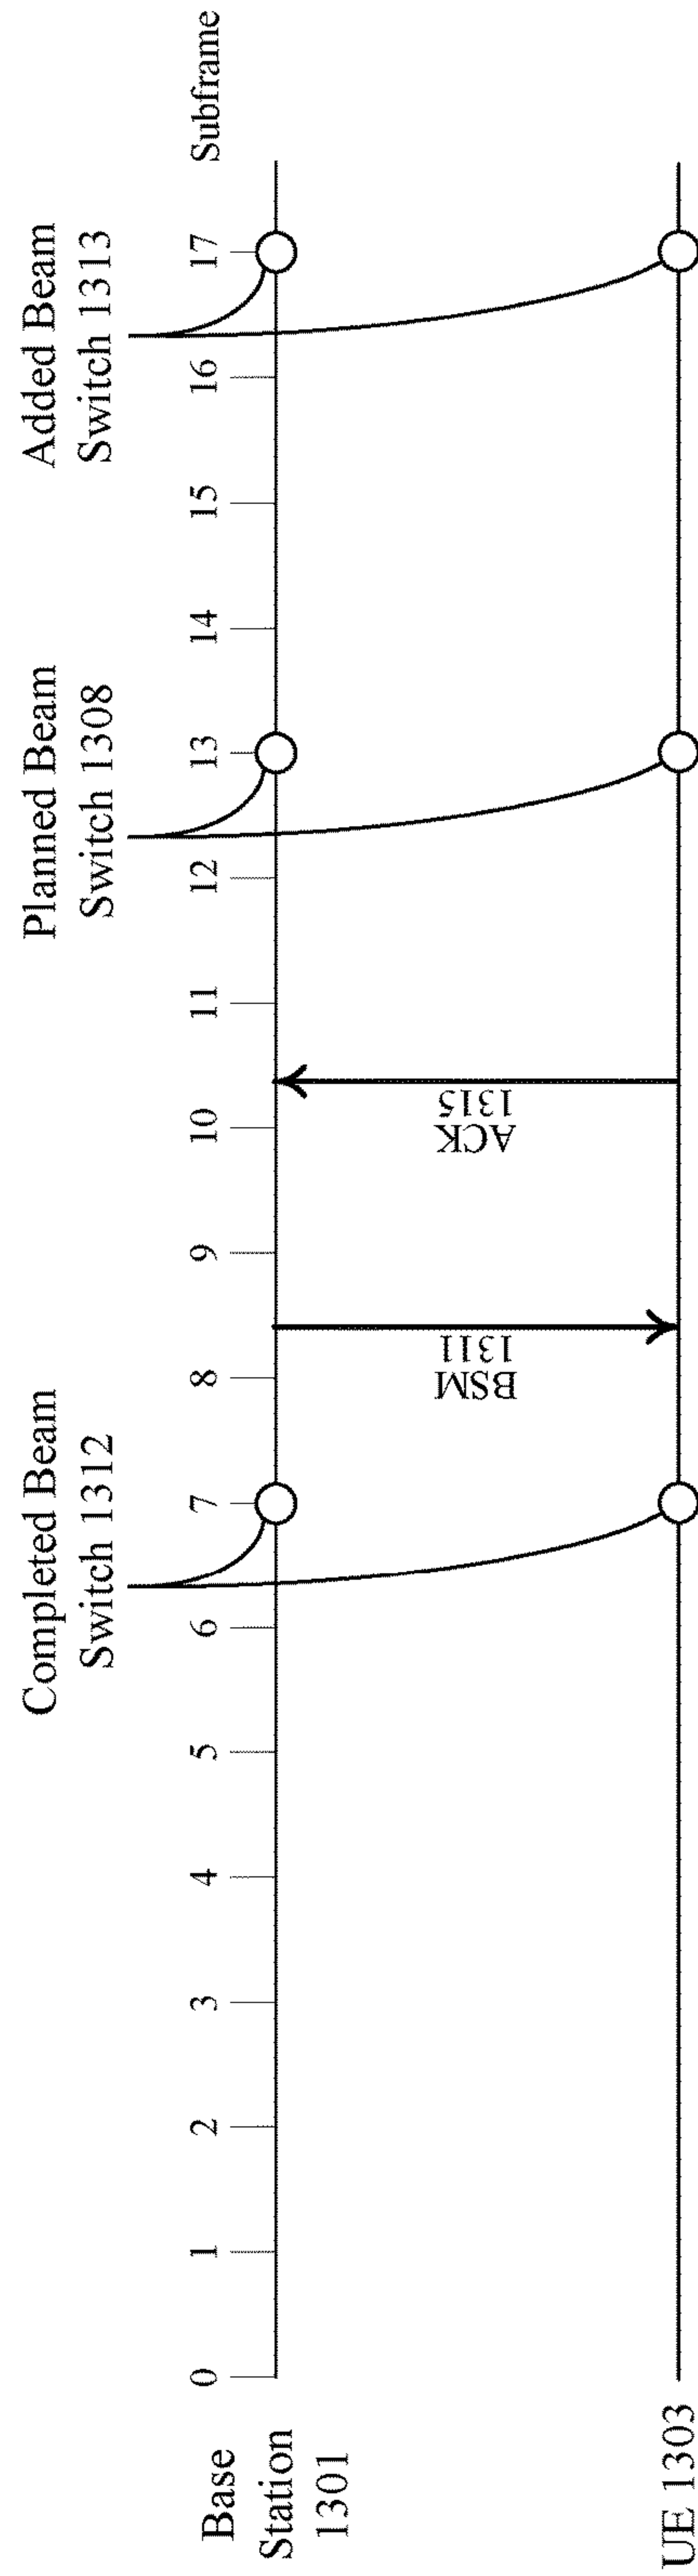 Completed Beam
Switch 1312
Planned Beam
Switch 1308
Added Beam
Switch 1313
0 1 2 3 4 5 6 7 8 9 10 11 12 13 14 15 16 17 Subframe
Base
Station
1301
BSM
1311
ACK
1315
UE 1303